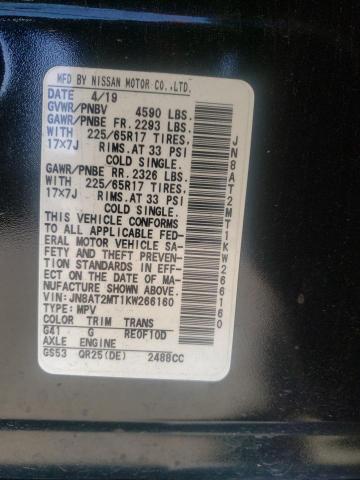 MFD BY NISSAN MOTOR CO.,LTD.
DATE 4/19
GVWR/PNBV 4590 LBS.
GAWR/PNBE FR. 2293 LBS.
WITH 225/65R17 TIRES,
17X7J RIMS.AT 33 PSI
COLD SINGLE.
GAWR/PNBE RR. 2326 LBS.
WITH 225/65R17 TIRES,
17X7J RIMS.AT 33 PSI
COLD SINGLE.
THIS VEHICLE CONFORMS
TO ALL APPLICABLE FED-
ERAL MOTOR VEHICLE SA-
FETY AND THEFT PREVEN-
TION STANDARDS IN EFF-
ECT ON THE DATE OF MA-
NUFACTURE SHOWN ABOVE.
VIN: JN8AT2MT1KW266160
TYPE: MPV
COLOR TRIM TRANS
G41 G RE0F10D
AXLE ENGINE
GS53 QR25(DE) 2488CC
JN8AT2MT1KW266160